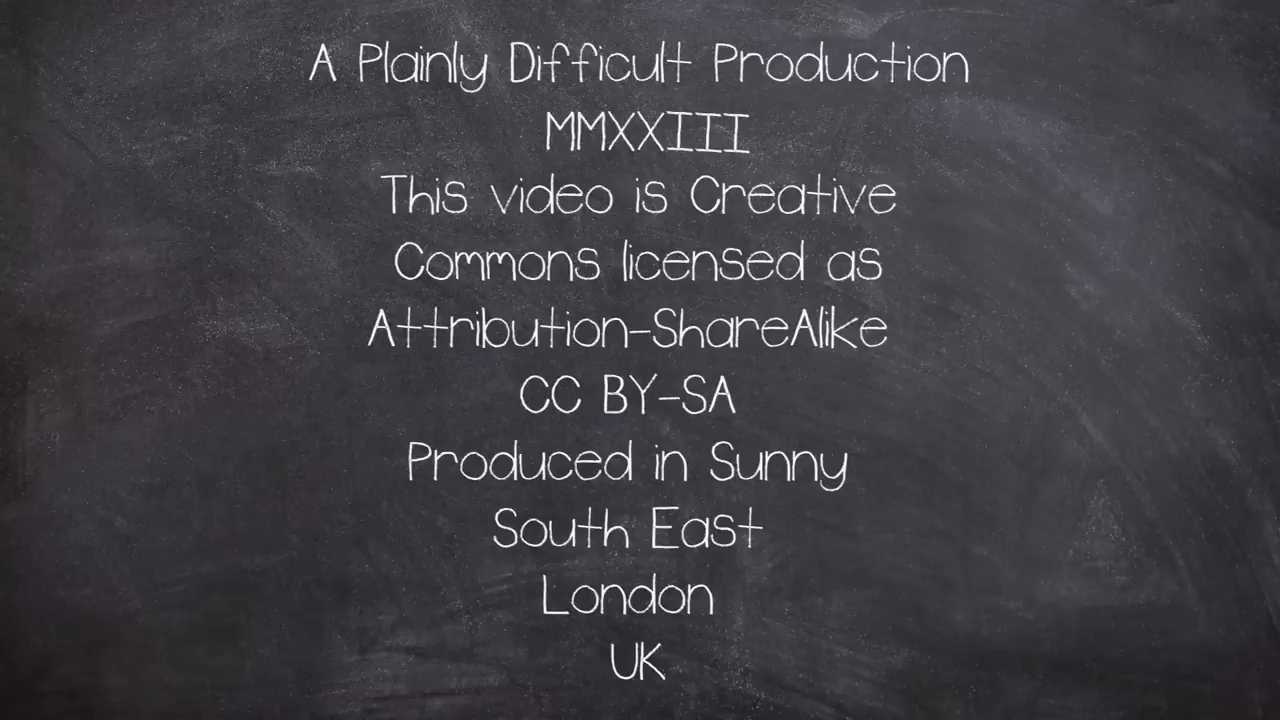 A Plainly Difficult Production
MMXXIII
This video is Creative
Commons licensed as
Attribution-ShareAlike
CC BY-SA
Produced in Sunny
South East
London
UK